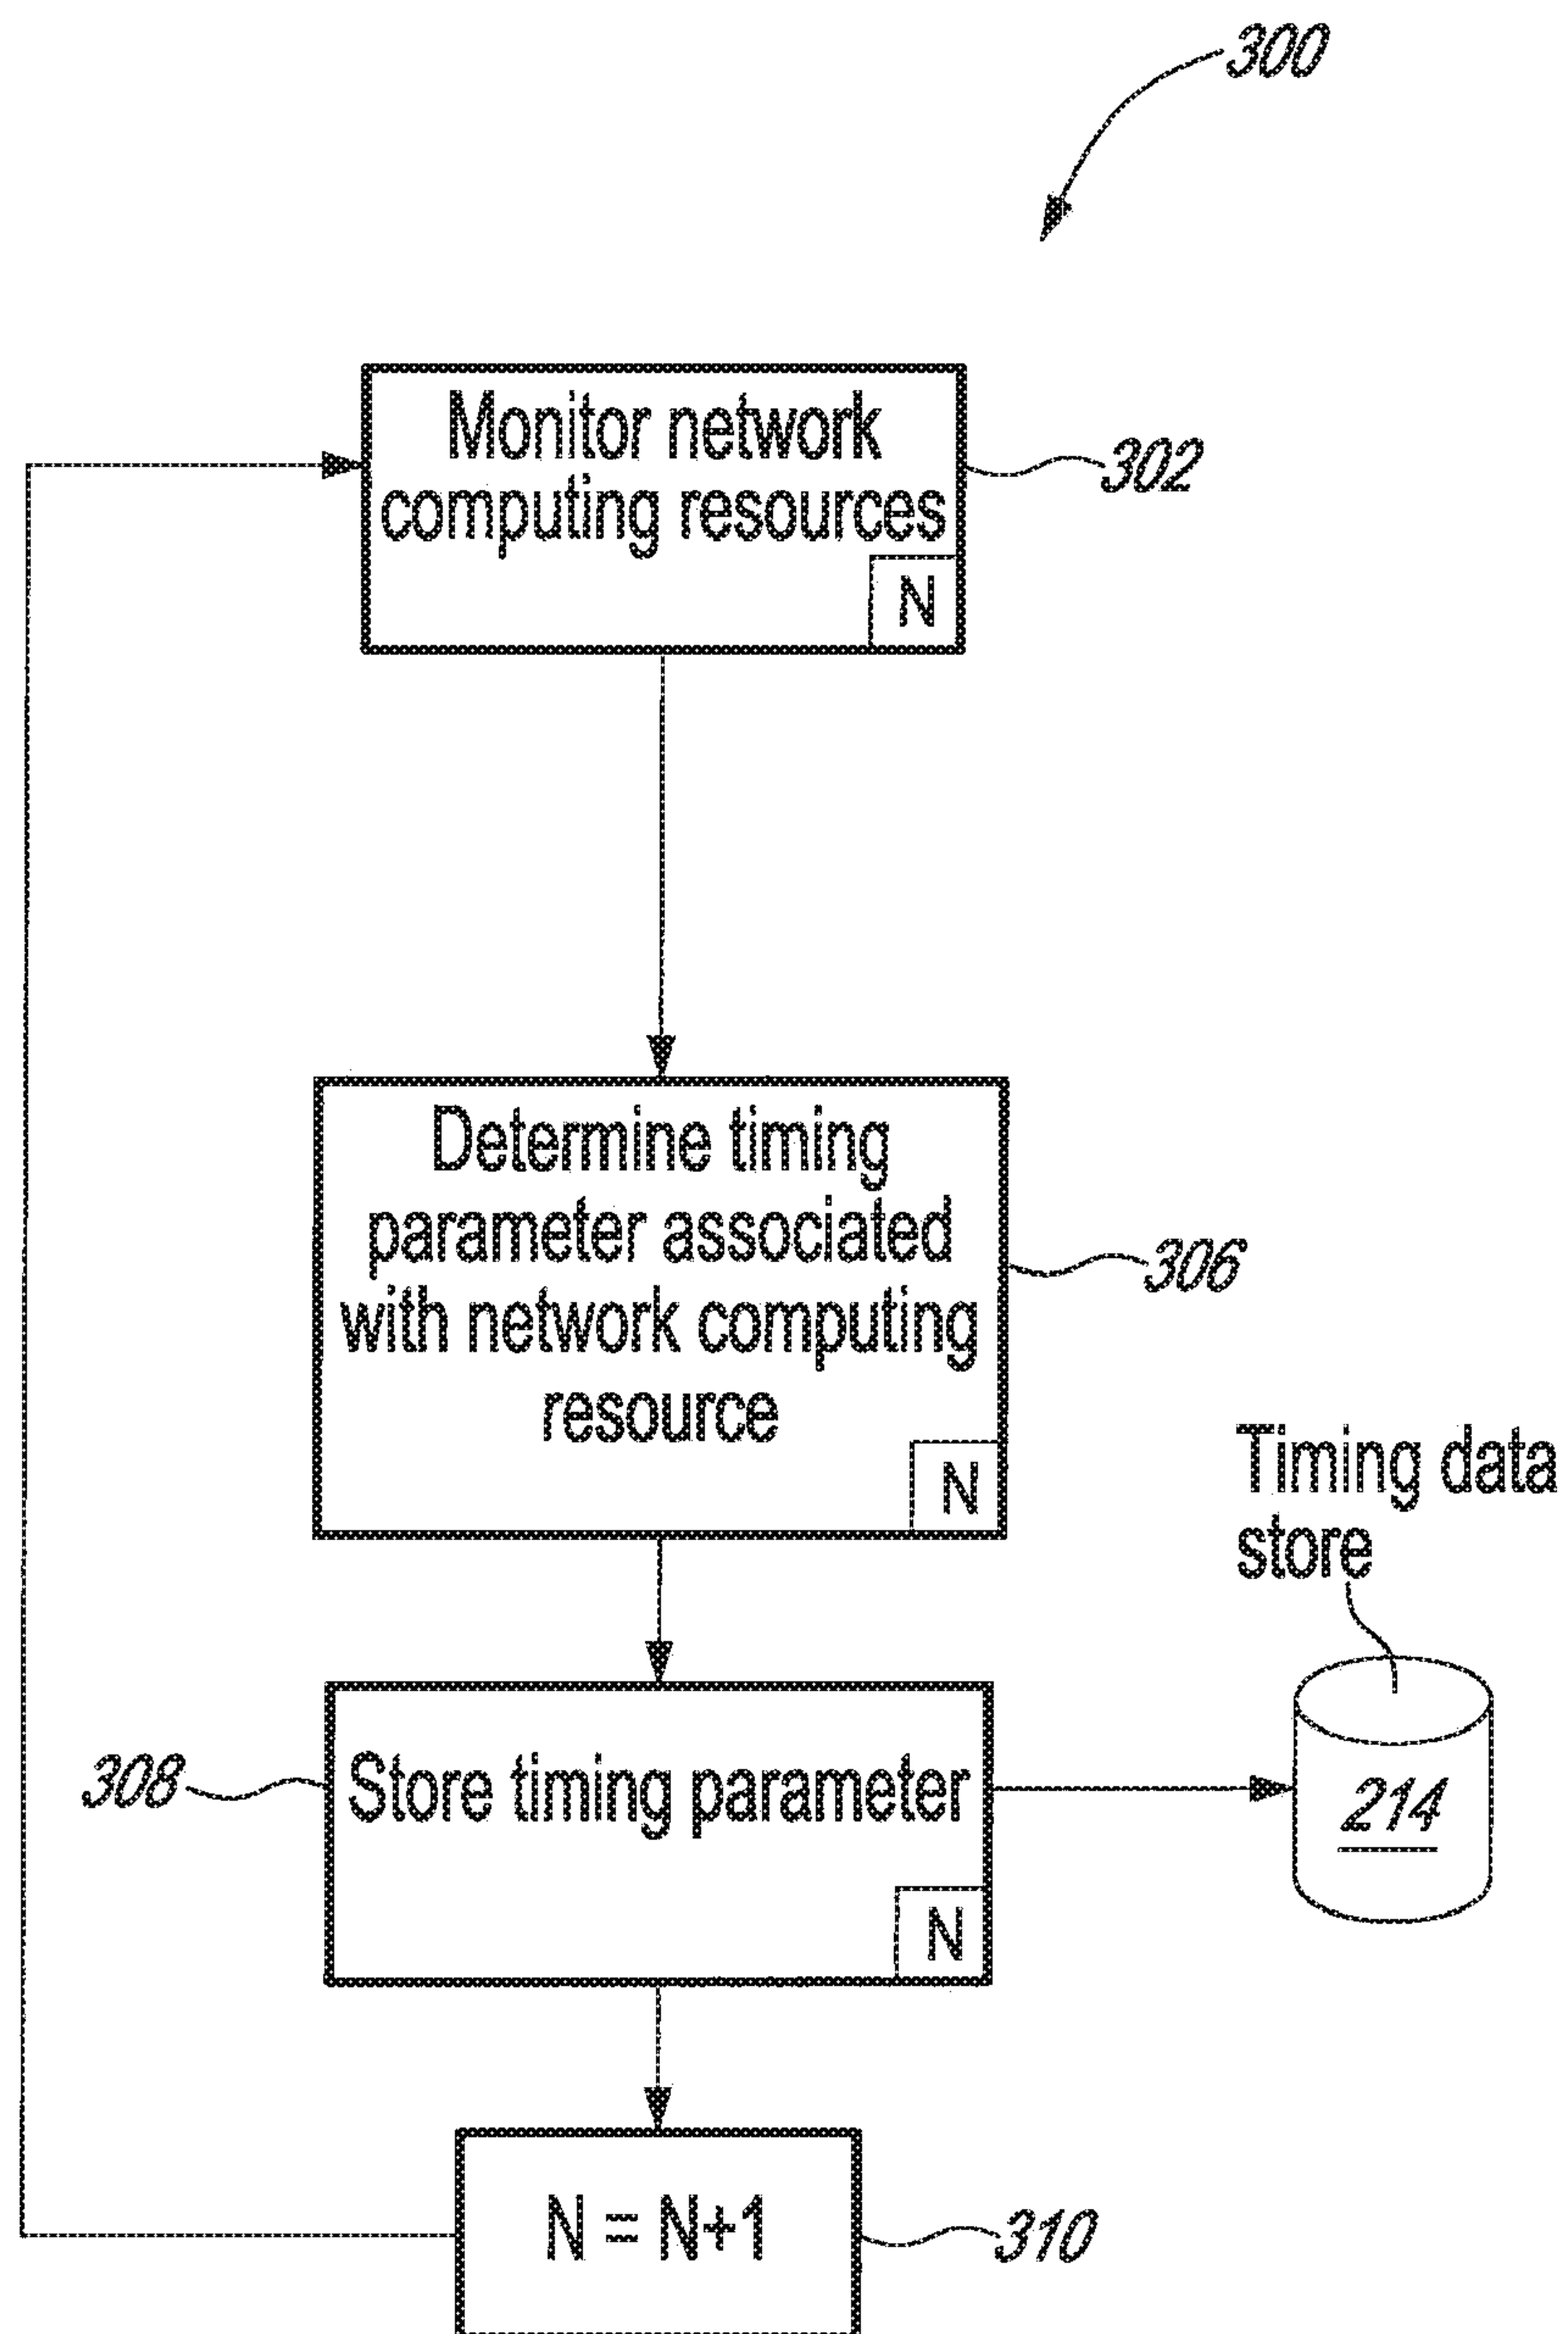 300
Monitor network
computing resources
N
302
Determine timing
parameter associated
with network computing
resource
N
306
Timing data
store
214
308
Store timing parameter
N
N = N+1
310